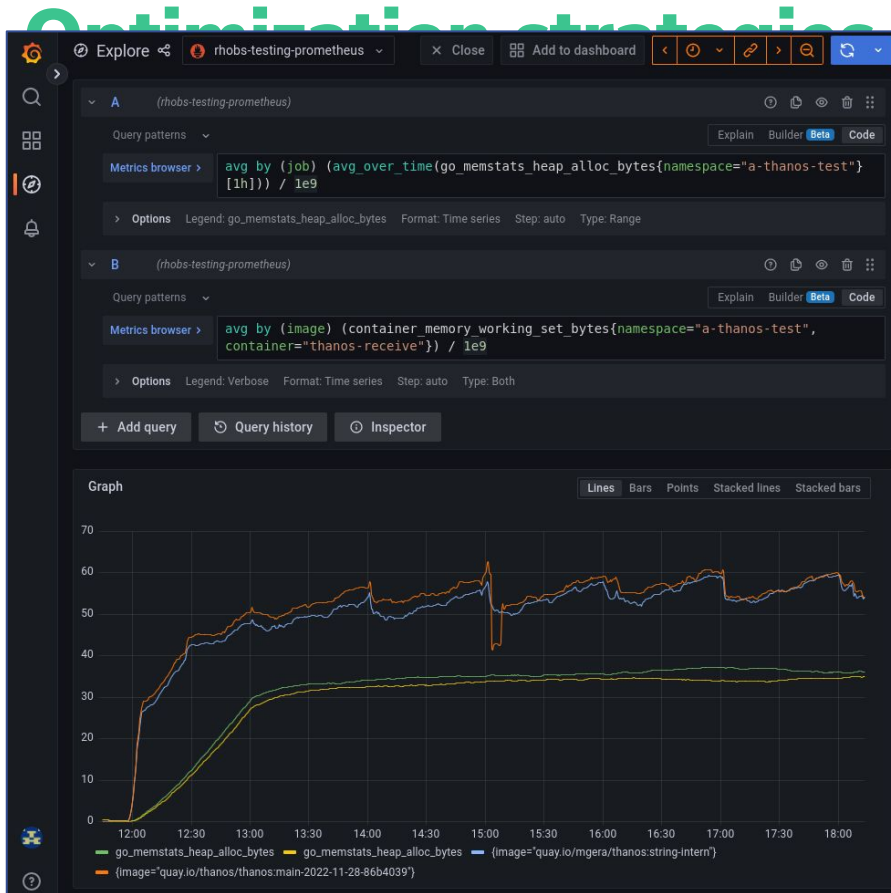 Optimization strategies
Explore rhobs-testing-prometheus Close Add to dashboard
A (rhobs-testing-prometheus)
Query patterns Explain Builder Beta Code
Metrics browser > avg by (job) (avg_over_time(go_memstats_heap_alloc_bytes{namespace="a-thanos-test"}
[1h])) / 1e9
> Options Legend: go_memstats_heap_alloc_bytes Format: Time series Step: auto Type: Range
B (rhobs-testing-prometheus)
Query patterns Explain Builder Beta Code
Metrics browser > avg by (image) (container_memory_working_set_bytes{namespace="a-thanos-test",
container="thanos-receive"}) / 1e9
> Options Legend: Verbose Format: Time series Step: auto Type: Both
+ Add query Query history Inspector
Graph Lines Bars Points Stacked lines Stacked bars
70
60
50
40
30
20
10
0
12:00 12:30 13:00 13:30 14:00 14:30 15:00 15:30 16:00 16:30 17:00 17:30 18:00
go_memstats_heap_alloc_bytes go_memstats_heap_alloc_bytes {image="quay.io/mgera/thanos:string-intern"}
{image="quay.io/thanos/thanos:main-2022-11-28-86b4039"}